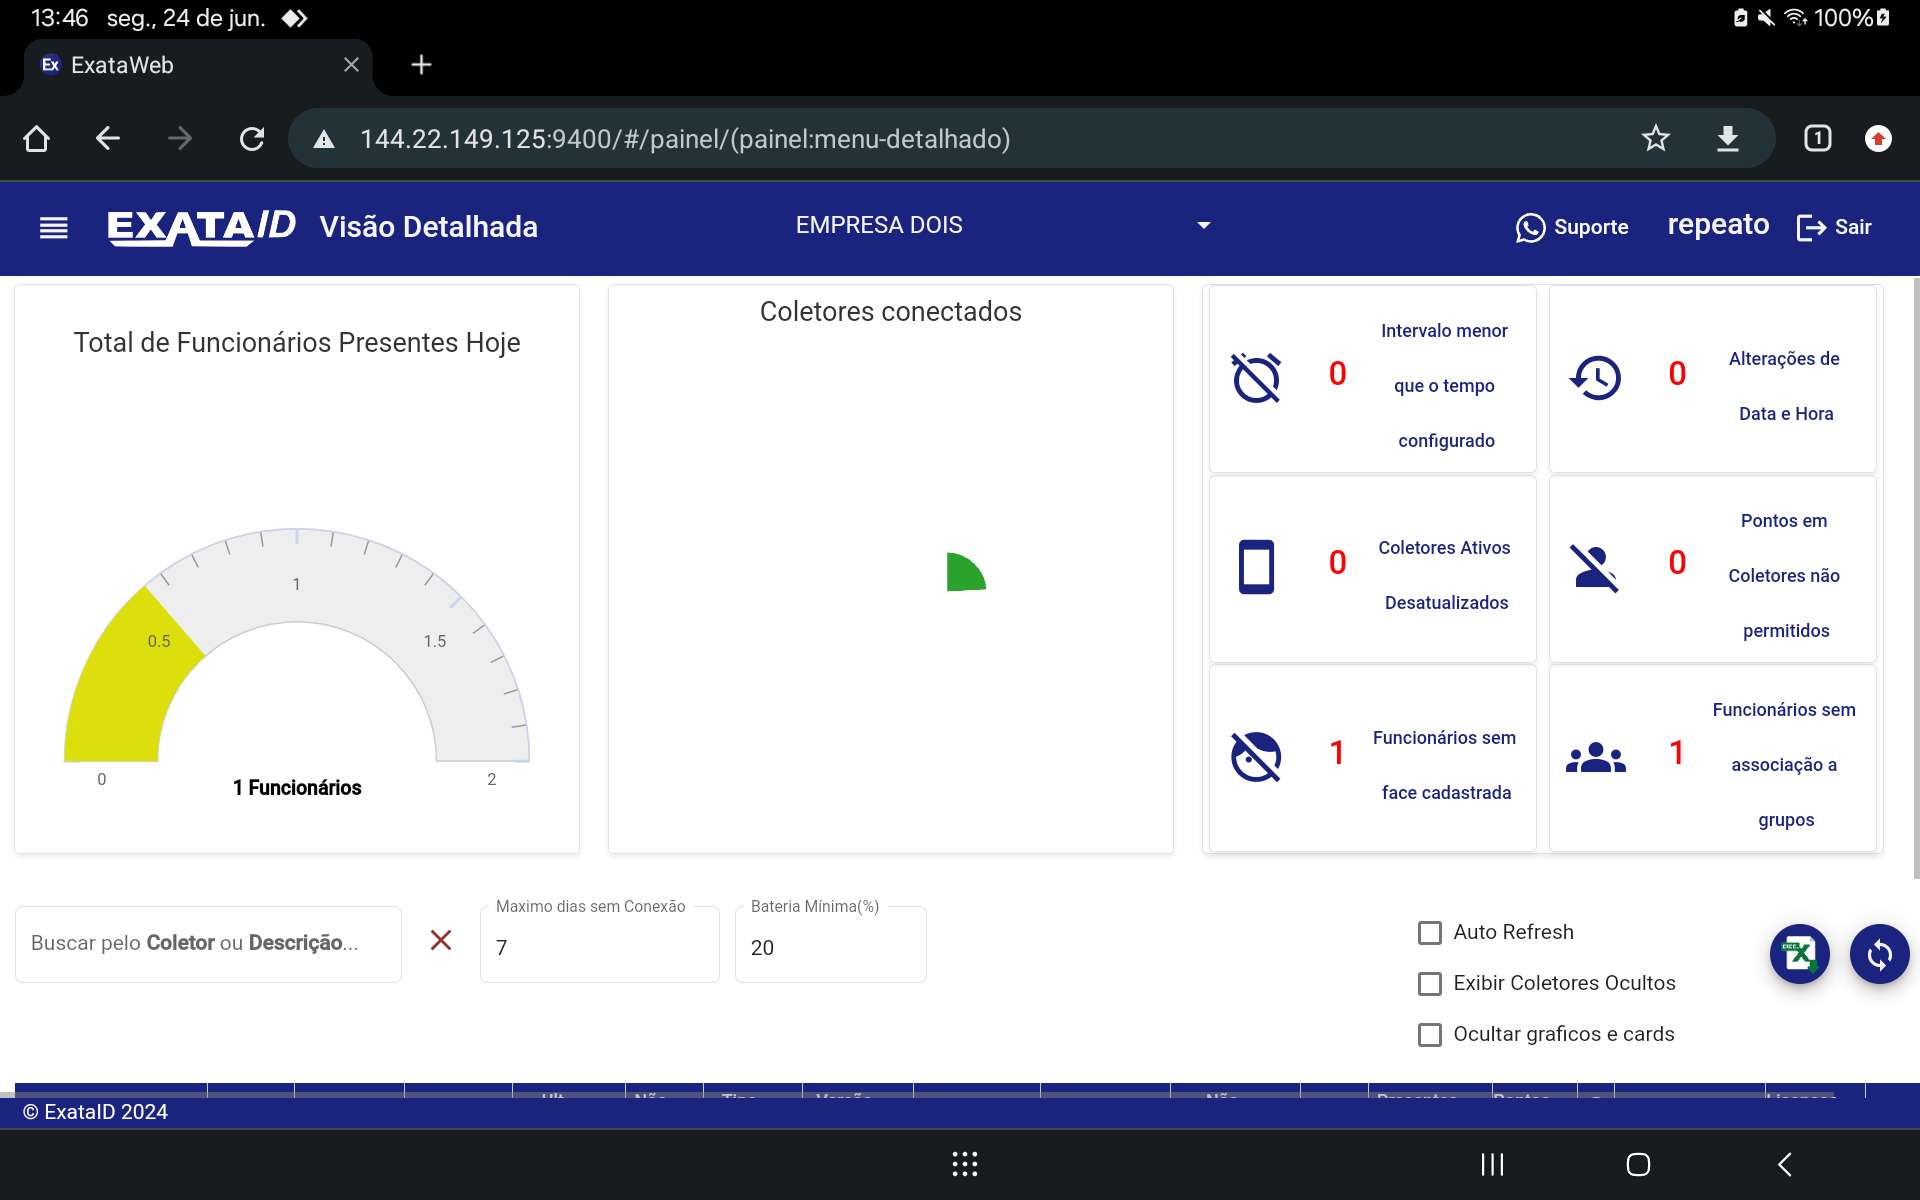 13:46 seg., 24 de jun. 100%
Ex ExataWeb
144.22.149.125:9400/#/painel/(painel:menu-detalhado)
1
EXATAID Visão Detalhada EMPRESA DOIS Suporte repeato Sair
Total de Funcionários Presentes Hoje
0
0.5
1
1.5
2
1 Funcionários
Coletores conectados
0 Intervalo menor
que o tempo
configurado
0 Alterações de
Data e Hora
0 Coletores Ativos
Desatualizados
0 Pontos em
Coletores não
permitidos
1 Funcionários sem
face cadastrada
1 Funcionários sem
associação a
grupos
Buscar pelo Coletor ou Descrição...
Maximo dias sem Conexão
7
Bateria Mínima(%)
20
Auto Refresh
Exibir Coletores Ocultos
Ocultar graficos e cards
© ExataID 2024